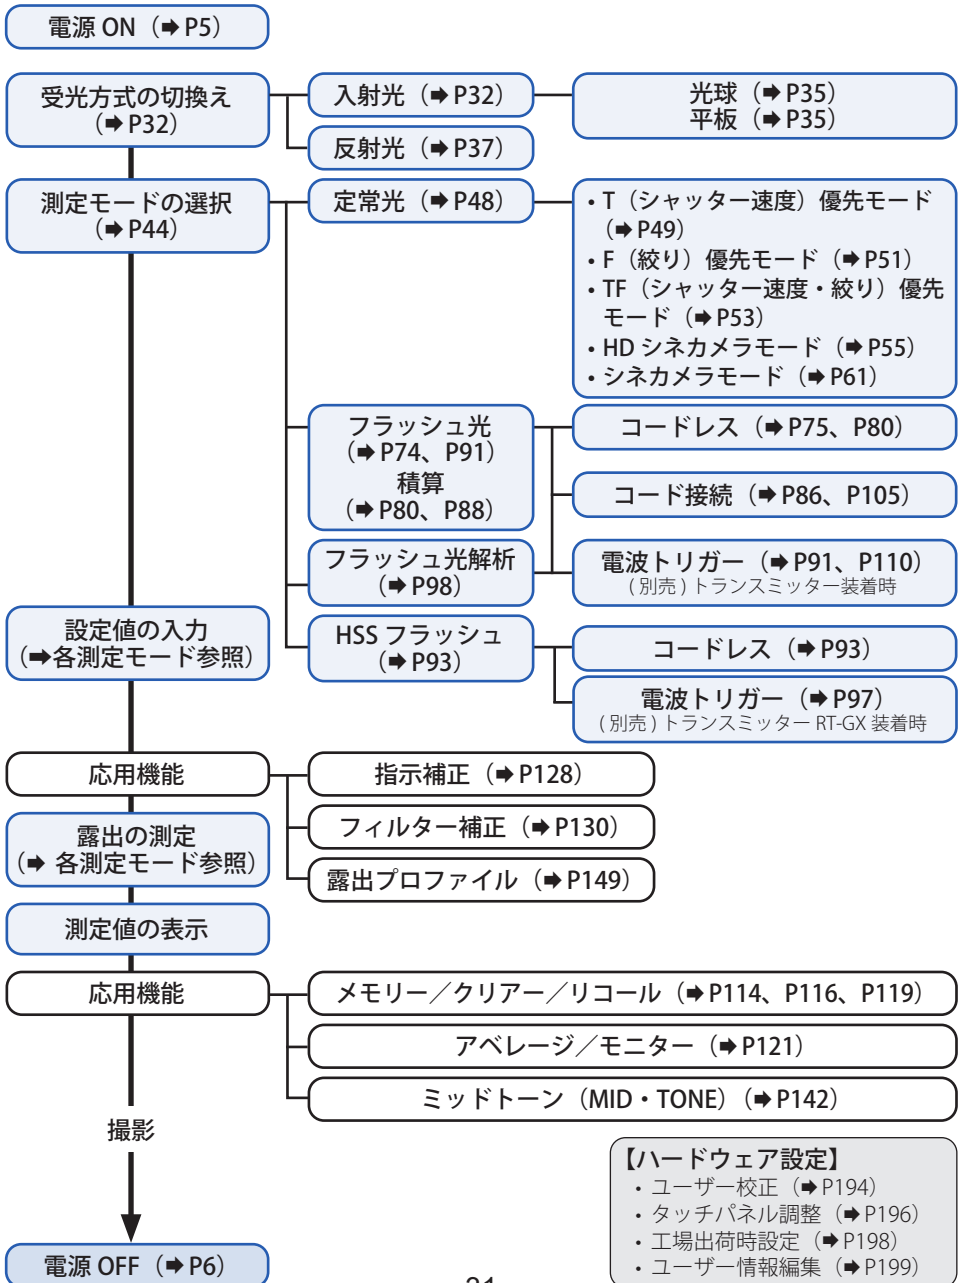 電源 ON（➡P5）
受光方式の切換え
（➡P32）
入射光（➡P32）
光球（➡P35）
平板（➡P35）
反射光（➡P37）
測定モードの選択
（➡P44）
定常光（➡P48）
・T（シャッター速度）優先モード
（➡P49）
・F（絞り）優先モード（➡P51）
・TF（シャッター速度・絞り）優先
モード（➡P53）
・HD シネカメラモード（➡P55）
・シネカメラモード（➡P61）
フラッシュ光
（➡P74、P91）
積算
（➡P80、P88）
コードレス（➡P75、P80）
コード接続（➡P86、P105）
フラッシュ光解析
（➡P98）
電波トリガー（➡P91、P110）
(別売)トランスミッター装着時
設定値の入力
（➡各測定モード参照）
HSS フラッシュ
（➡P93）
コードレス（➡P93）
電波トリガー（➡P97）
(別売)トランスミッター RT-GX 装着時
応用機能
指示補正（➡P128）
フィルター補正（➡P130）
露出プロファイル（➡P149）
露出の測定
（➡ 各測定モード参照）
測定値の表示
応用機能
メモリー／クリアー／リコール（➡P114、P116、P119）
アベレージ／モニター（➡P121）
ミッドトーン（MID・TONE）（➡P142）
撮影
【ハードウェア設定】
・ユーザー校正（➡P194）
・タッチパネル調整（➡P196）
・工場出荷時設定（➡P198）
・ユーザー情報編集（➡P199）
電源 OFF（➡P6）